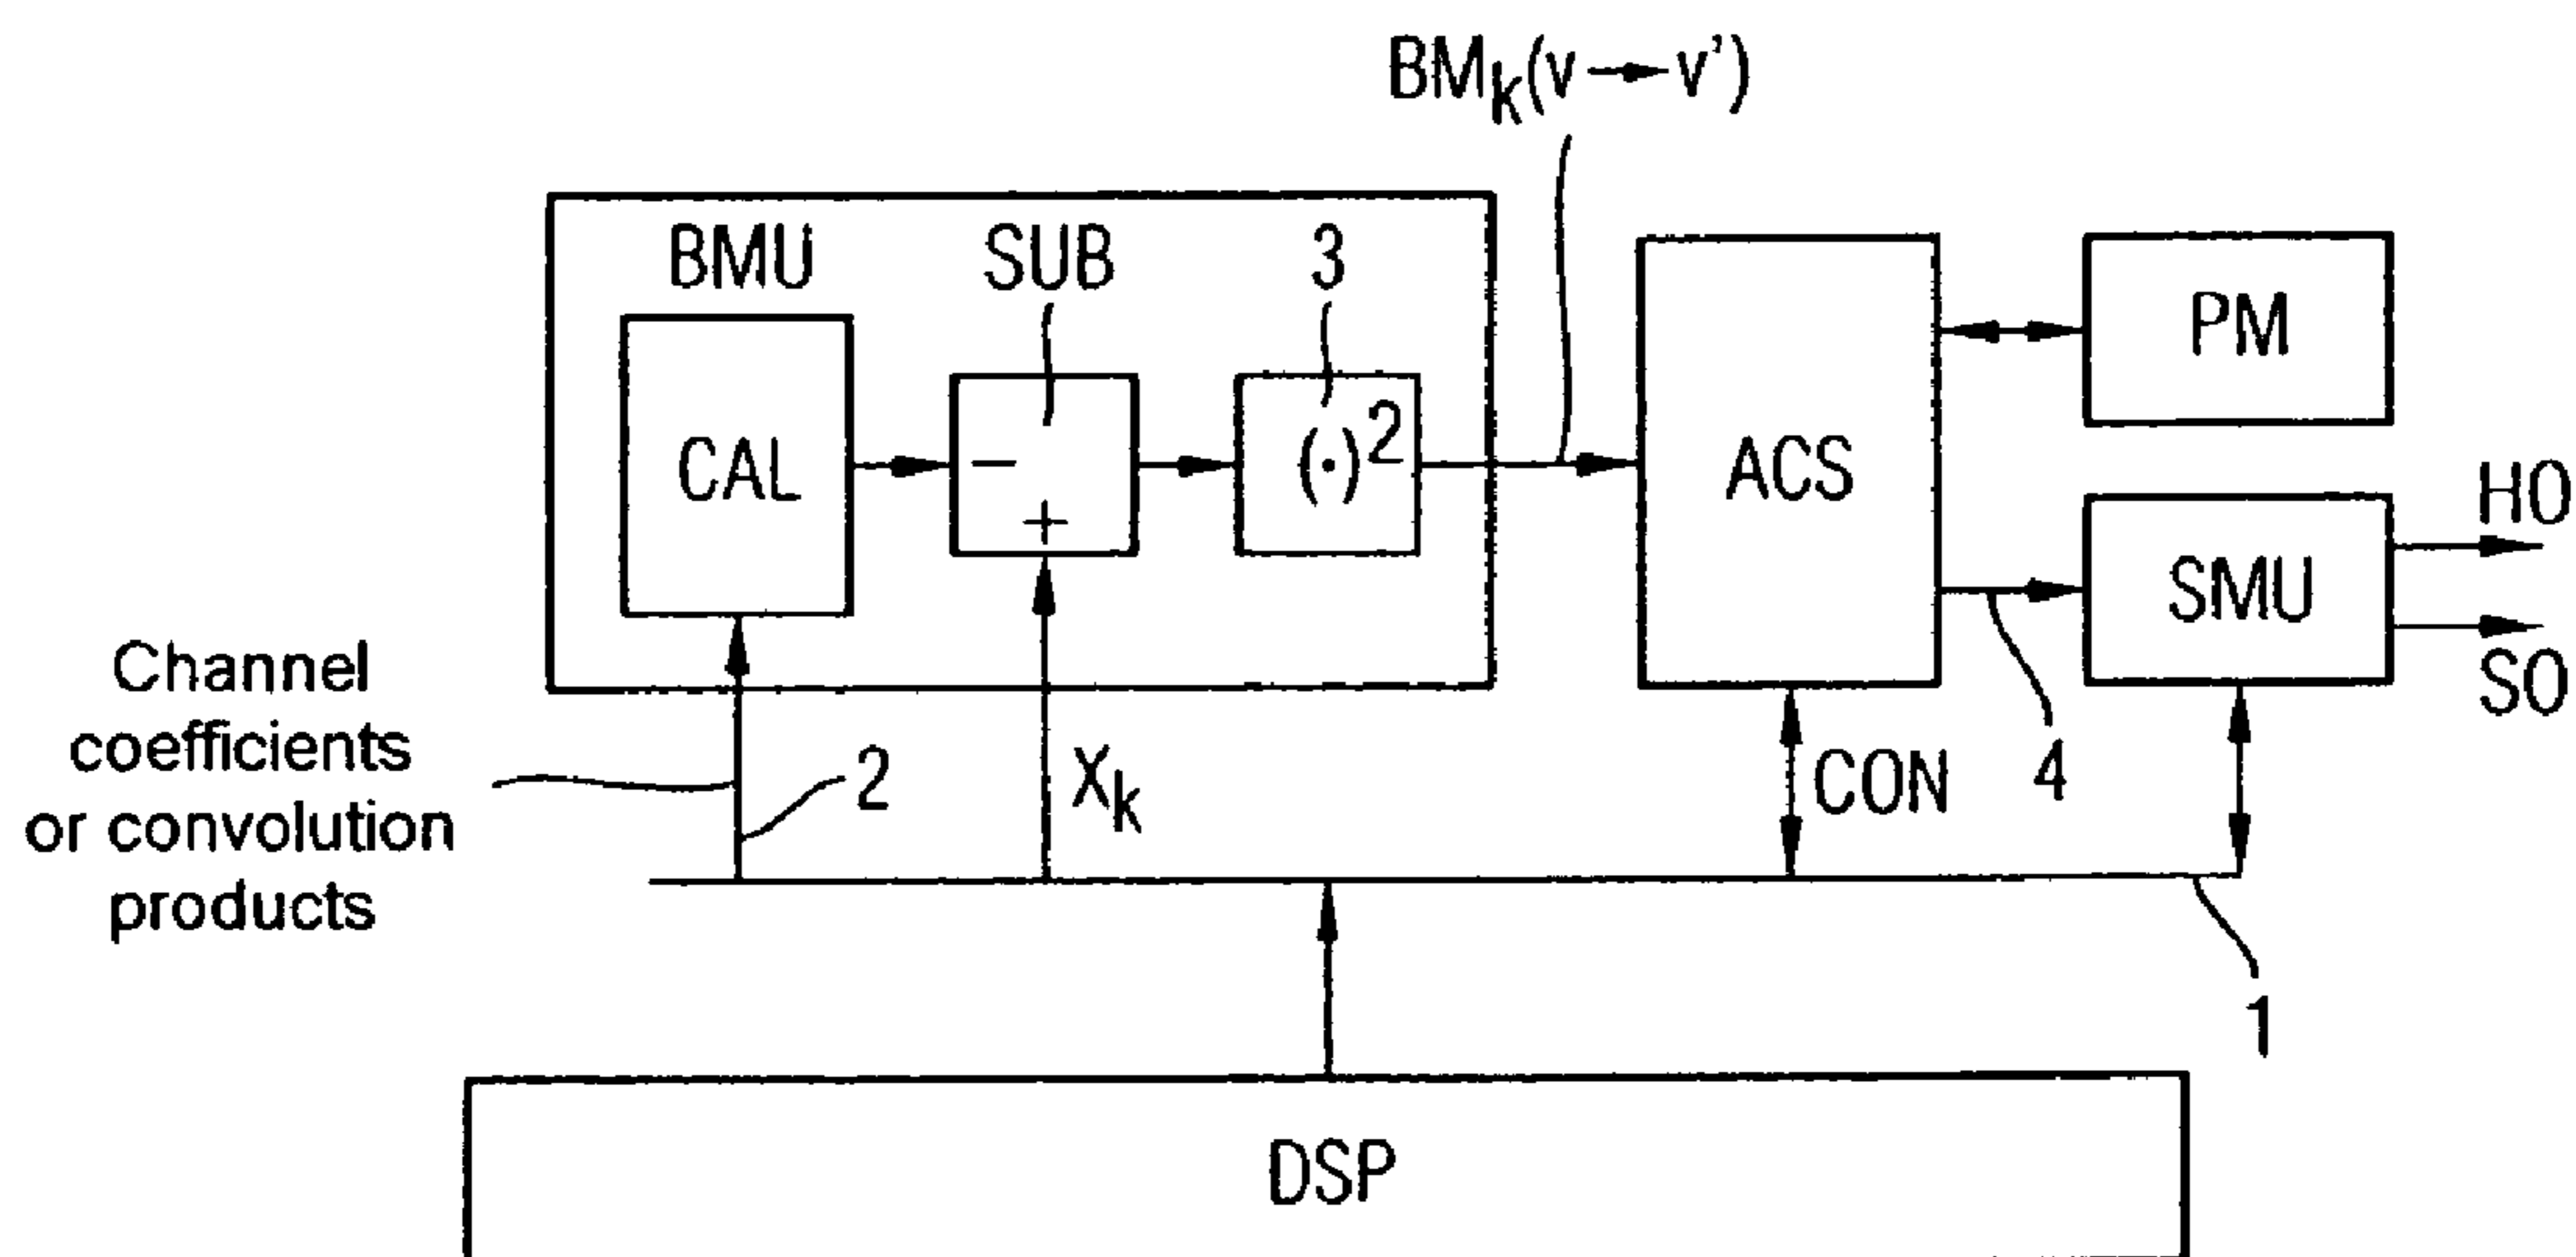 BMk(v→v')
BMU
SUB
3
CAL
−
+
(·)2
ACS
PM
SMU
HO
SO
Channel
coefficients
or convolution
products
2
Xk
CON
4
1
DSP